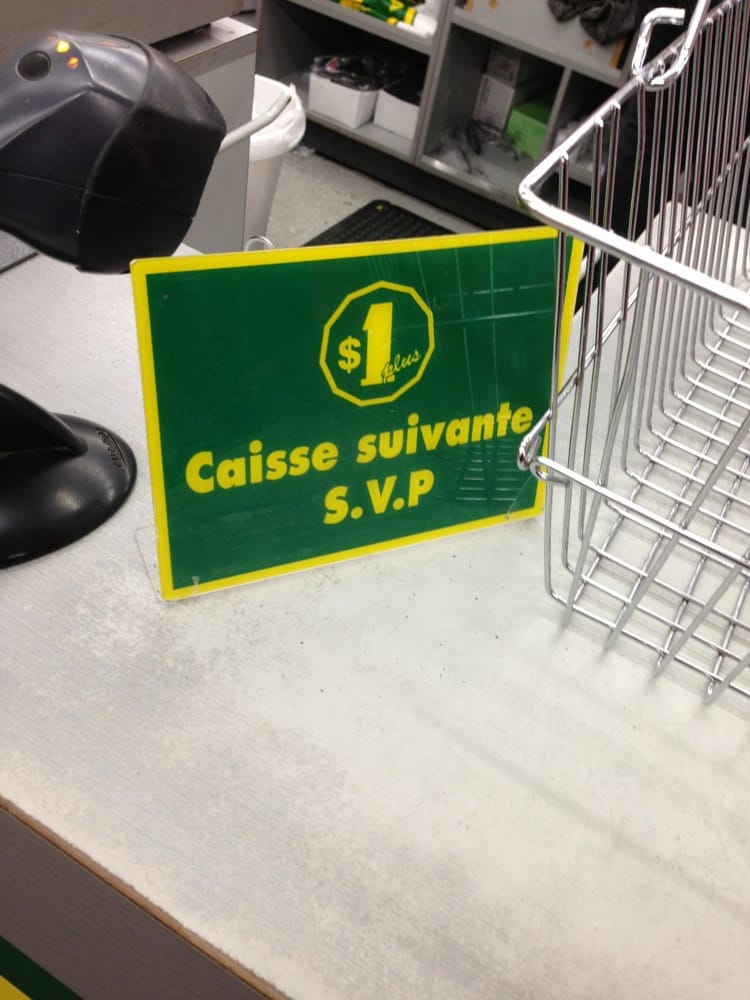 $1 plus
Caisse suivante
S.V.P